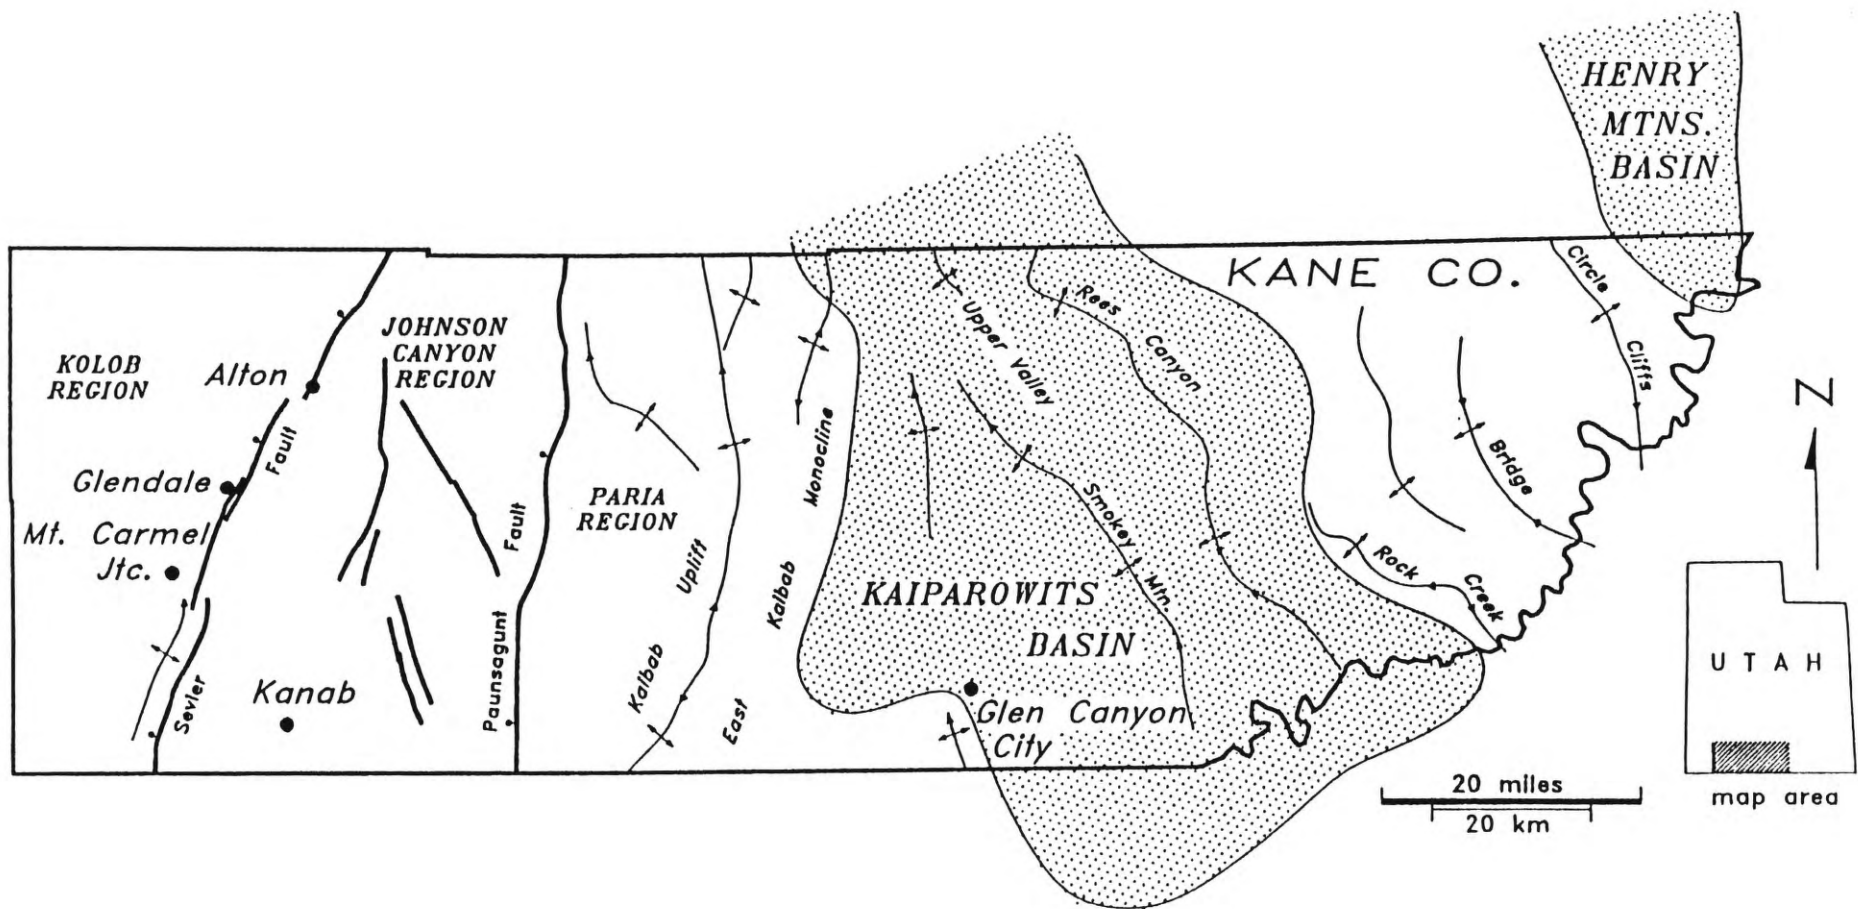 HENRY
MTNS.
BASIN
KANE CO.
Circle
Cliffs
KOLOB
REGION
Alton
JOHNSON
CANYON
REGION
Glendale
Fault
Mt. Carmel
Jtc.
Sevier
Kanab
Fault
Paunsagunt
PARIA
REGION
Kaibab
Uplift
East
Kaibab
Monocline
Upper Valley
Rees
Canyon
Smokey
Mtn.
KAIPAROWITS
BASIN
Glen Canyon
City
Bridge
Rock
Creek
N
UTAH
map area
20 miles
20 km